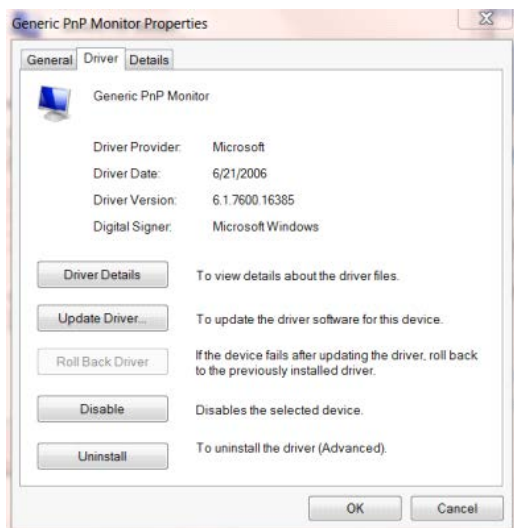 Generic PnP Monitor Properties
General Driver Details
Generic PnP Monitor
Driver Provider: Microsoft
Driver Date: 6/21/2006
Driver Version: 6.1.7600.16385
Digital Signer: Microsoft Windows
Driver Details To view details about the driver files.
Update Driver... To update the driver software for this device.
Roll Back Driver If the device fails after updating the driver, roll back
to the previously installed driver.
Disable Disables the selected device.
Uninstall To uninstall the driver (Advanced).
OK Cancel